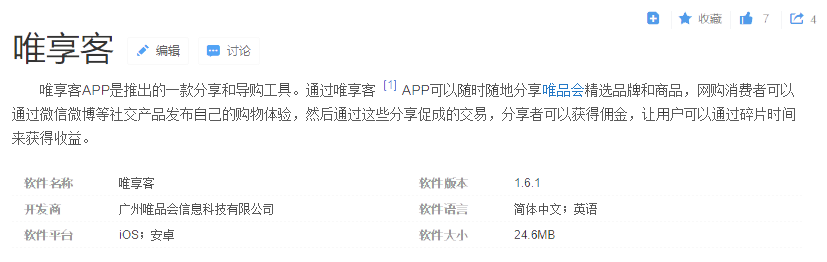 收藏 7 4
唯享客 编辑 讨论
唯享客APP是推出的一款分享和导购工具。通过唯享客 [1] APP可以随时随地分享唯品会精选品牌和商品，网购消费者可以
通过微信微博等社交产品发布自己的购物体验，然后通过这些分享促成的交易，分享者可以获得佣金，让用户可以通过碎片时间
来获得收益。
软件名称 唯享客 软件版本 1.6.1
开发商 广州唯品会信息科技有限公司 软件语言 简体中文；英语
软件平台 iOS；安卓 软件大小 24.6MB